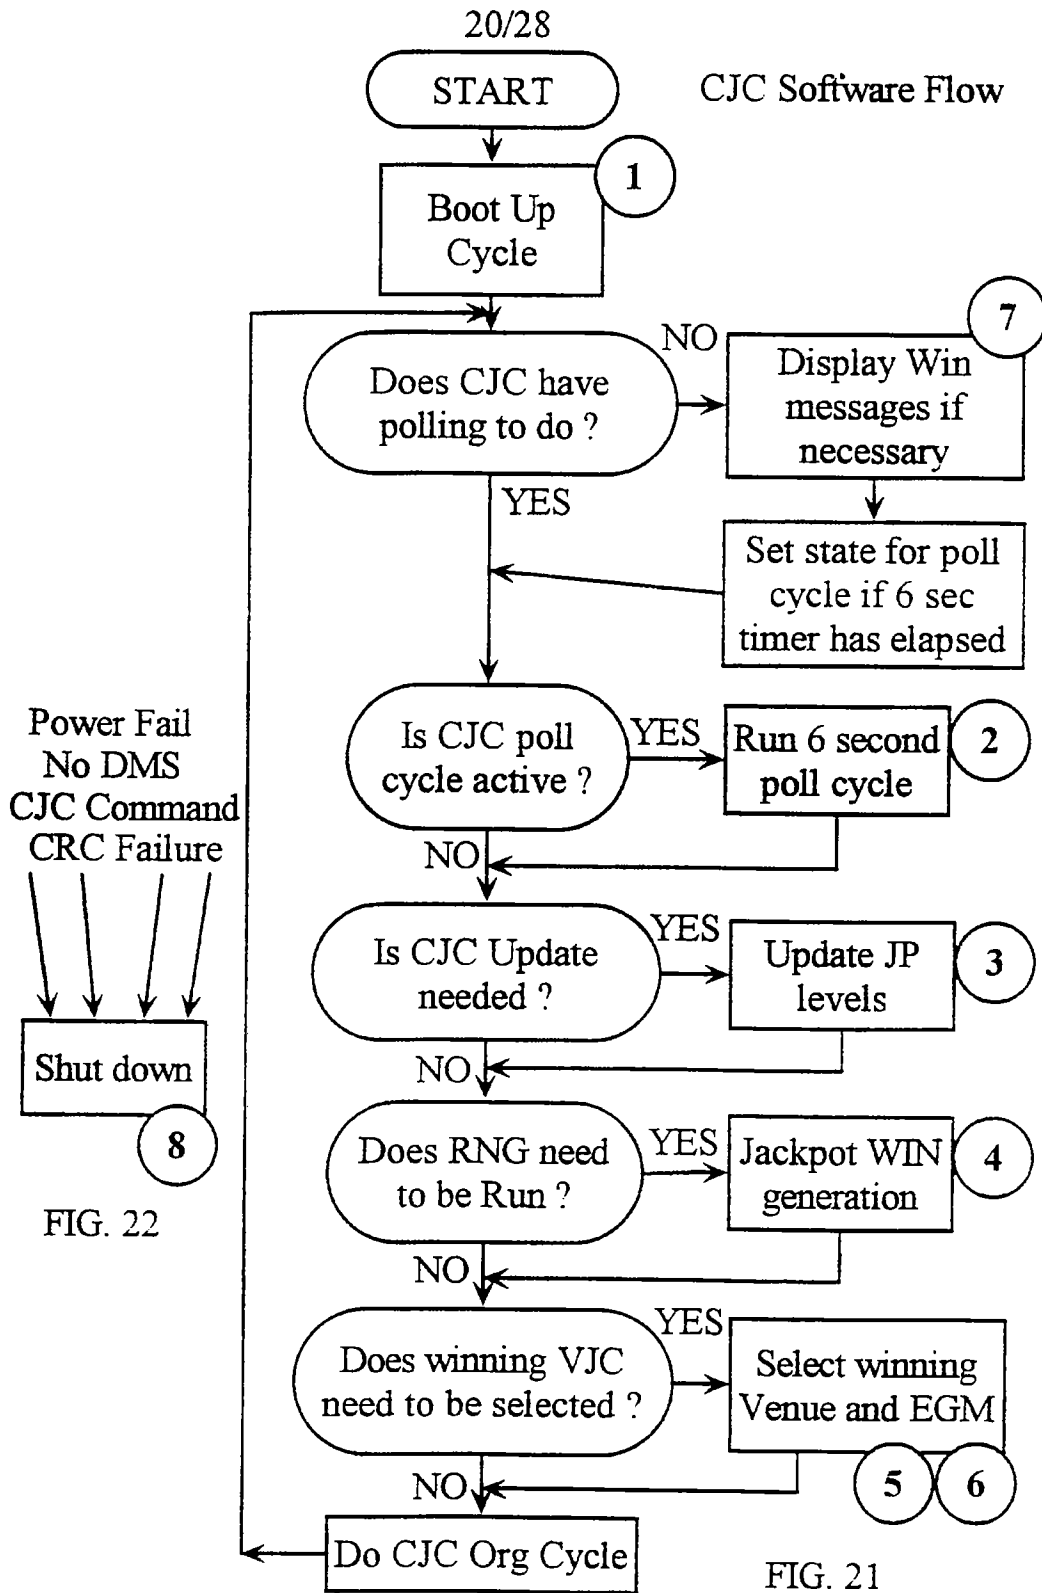 20/28
START
CJC Software Flow
1
Boot Up
Cycle
7
NO
Does CJC have
polling to do ?
Display Win
messages if
necessary
YES
Set state for poll
cycle if 6 sec
timer has elapsed
Power Fail
No DMS
CJC Command
CRC Failure
Is CJC poll
cycle active ?
YES
Run 6 second
poll cycle
2
NO
Is CJC Update
needed ?
YES
Update JP
levels
3
NO
Shut down
8
FIG. 22
Does RNG need
to be Run ?
YES
Jackpot WIN
generation
4
NO
Does winning VJC
need to be selected ?
YES
Select winning
Venue and EGM
5
6
NO
Do CJC Org Cycle
FIG. 21